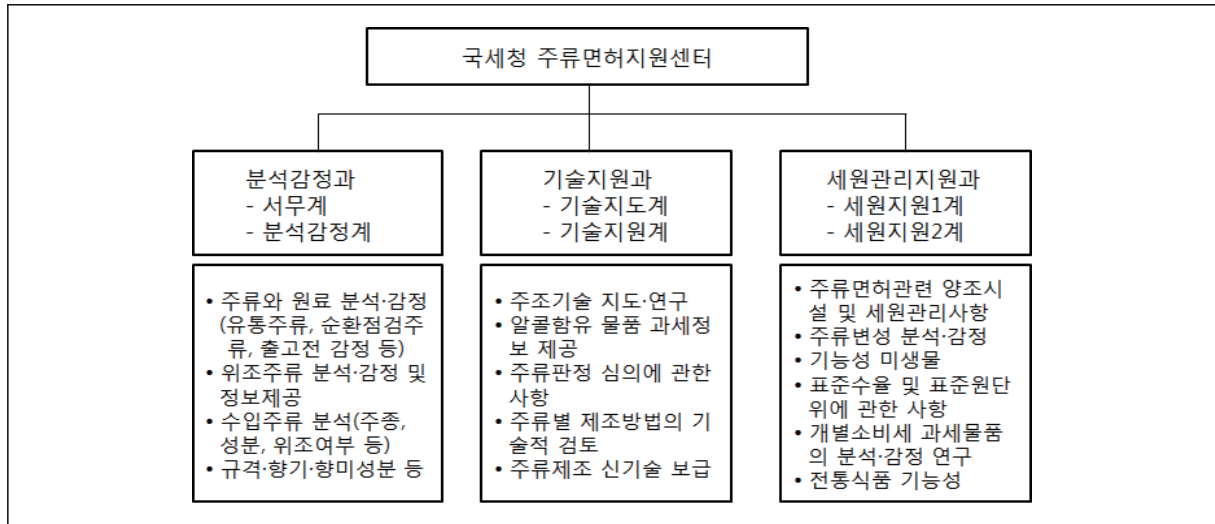 국세청 주류면허지원센터
분석감정과
- 서무계
- 분석감정계
기술지원과
- 기술지도계
- 기술지원계
세원관리지원과
- 세원지원1계
- 세원지원2계
• 주류와 원료 분석·감정
(유통주류, 순환점검주
류, 출고전 감정 등)
• 위조주류 분석·감정 및
정보제공
• 수입주류 분석(주종,
성분, 위조여부 등)
• 규격·향기·향미성분 등
• 주조기술 지도·연구
• 알콜함유 물품 과세정
보 제공
• 주류판정 심의에 관한
사항
• 주류별 제조방법의 기
술적 검토
• 주류제조 신기술 보급
• 주류면허관련 양조시
설 및 세원관리사항
• 주류변성 분석·감정
• 기능성 미생물
• 표준수율 및 표준원단
위에 관한 사항
• 개별소비세 과세물품
의 분석·감정 연구
• 전통식품 기능성